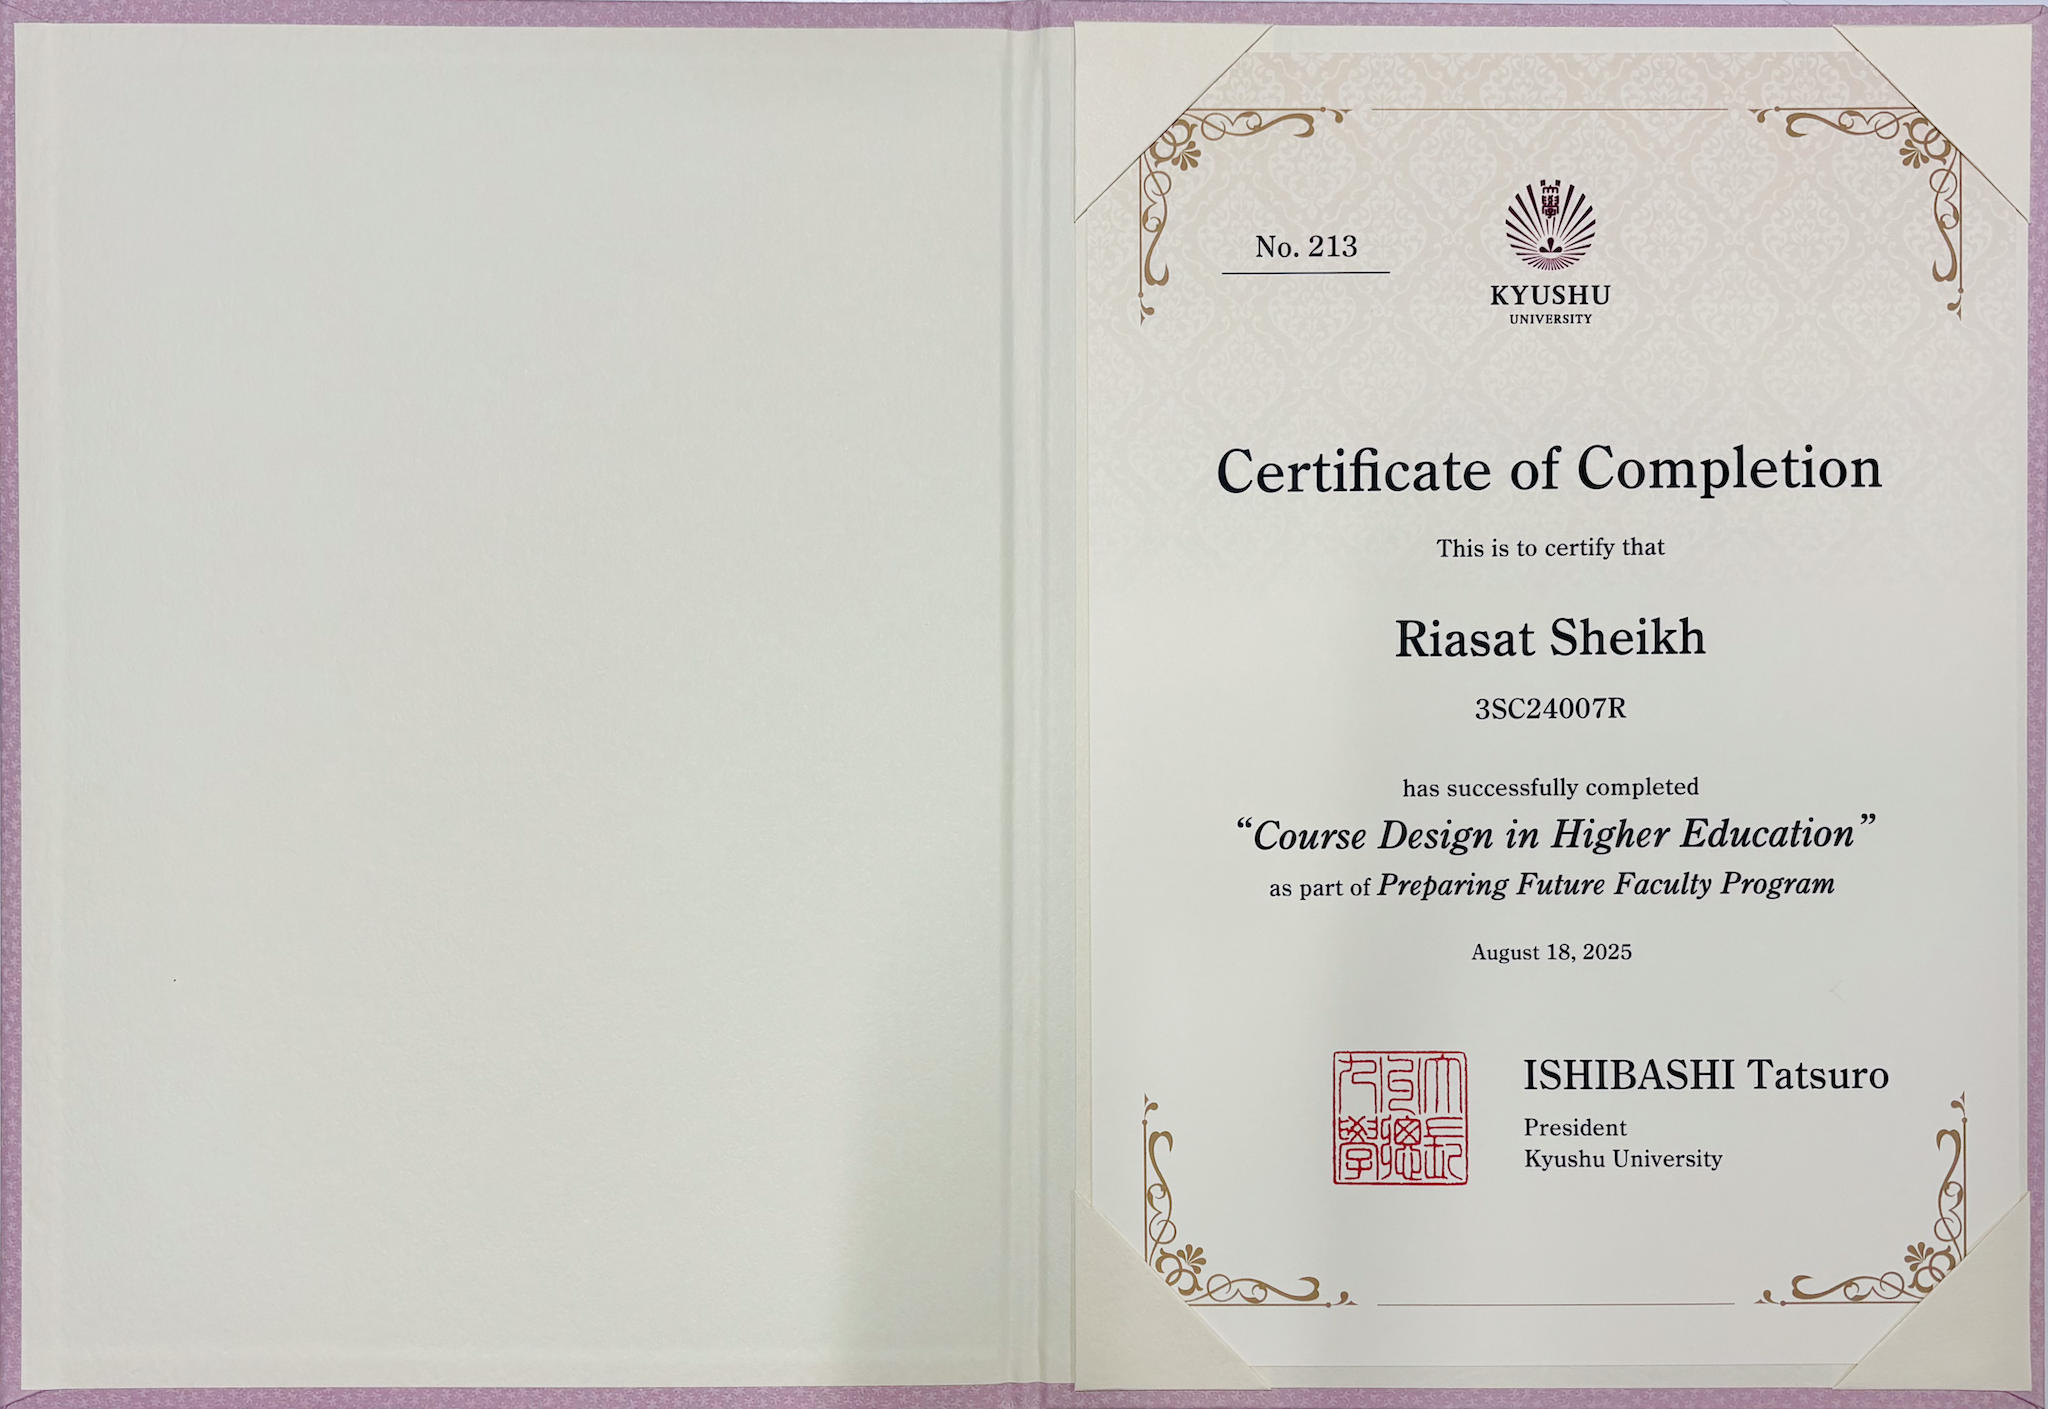 No. 213
KYUSHU
UNIVERSITY
Certificate of Completion
This is to certify that
Riasat Sheikh
3SC24007R
has successfully completed
“Course Design in Higher Education”
as part of Preparing Future Faculty Program
August 18, 2025
ISHIBASHI Tatsuro
President
Kyushu University